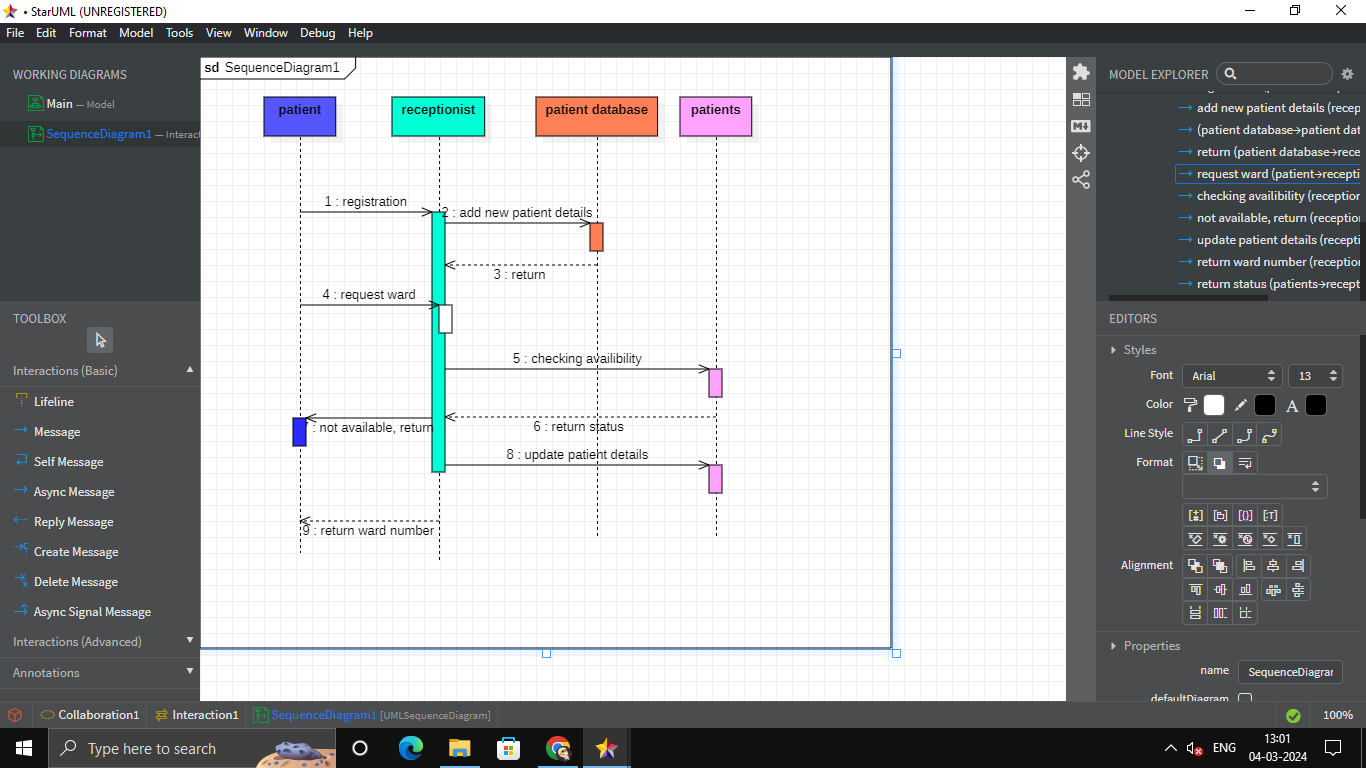 • StarUML (UNREGISTERED)
File Edit Format Model Tools View Window Debug Help
WORKING DIAGRAMS
Main — Model
SequenceDiagram1 — Interact
TOOLBOX
Interactions (Basic)
Lifeline
Message
Self Message
Async Message
Reply Message
Create Message
Delete Message
Async Signal Message
Interactions (Advanced)
Annotations
sd SequenceDiagram1
patient receptionist patient database patients
1 : registration
2 : add new patient details
3 : return
4 : request ward
5 : checking availibility
6 : return status
: not available, return
8 : update patient details
9 : return ward number
MODEL EXPLORER
add new patient details (recep
(patient database→patient dat
return (patient database→rece
request ward (patient→recepti
checking availibility (reception
not available, return (receptio
update patient details (recepti
return ward number (reception
return status (patients→recept
EDITORS
Styles
Font Arial 13
Color A
Line Style
Format
Alignment
Properties
name SequenceDiagrar
defaultDiagram
Collaboration1 Interaction1 SequenceDiagram1 [UMLSequenceDiagram] 100%
Type here to search
ENG
13:01
04-03-2024